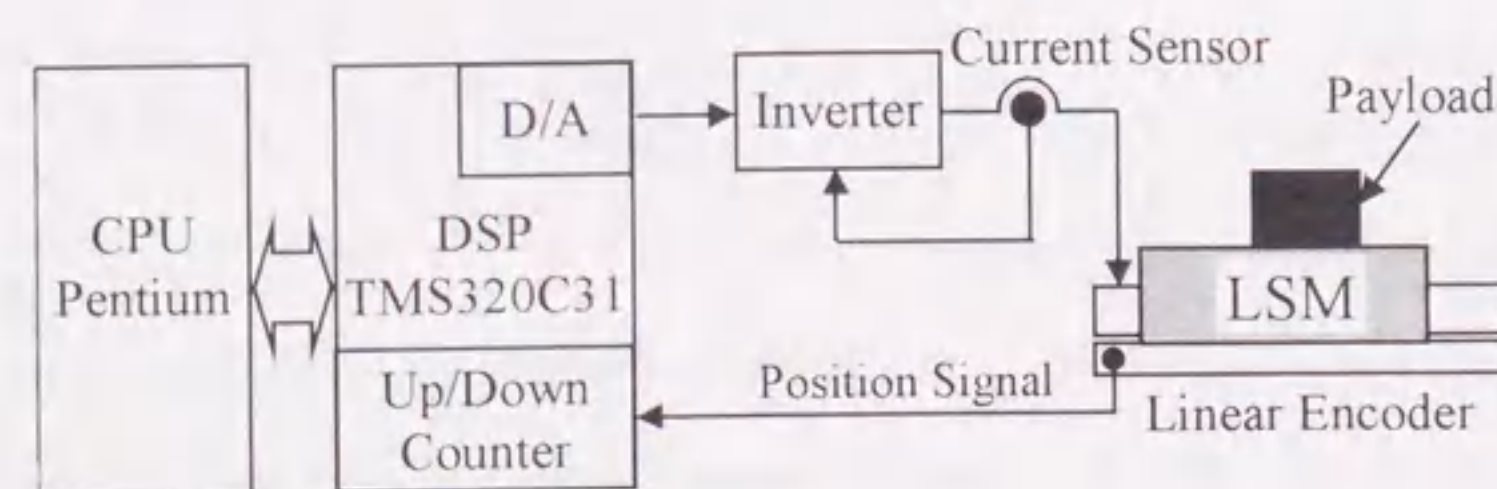 Current Sensor
Payload
D/A
Inverter
CPU
Pentium
DSP
TMS320C31
LSM
Up/Down
Counter
Position Signal
Linear Encoder